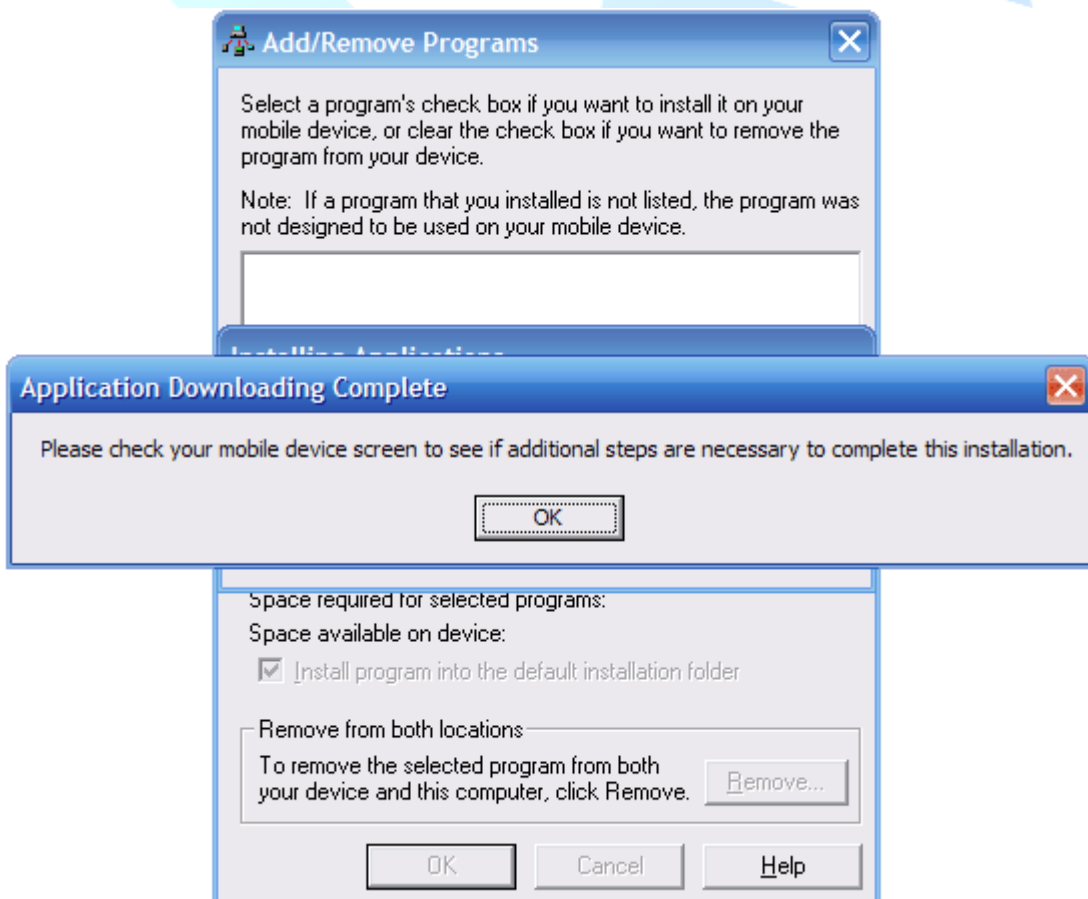 Add/Remove Programs
Select a program's check box if you want to install it on your
mobile device, or clear the check box if you want to remove the
program from your device.
Note: If a program that you installed is not listed, the program was
not designed to be used on your mobile device.
Installing Applications
Application Downloading Complete
Please check your mobile device screen to see if additional steps are necessary to complete this installation.
OK
Space required for selected programs:
Space available on device:
Install program into the default installation folder
Remove from both locations
To remove the selected program from both
your device and this computer, click Remove.
Remove...
OK Cancel Help